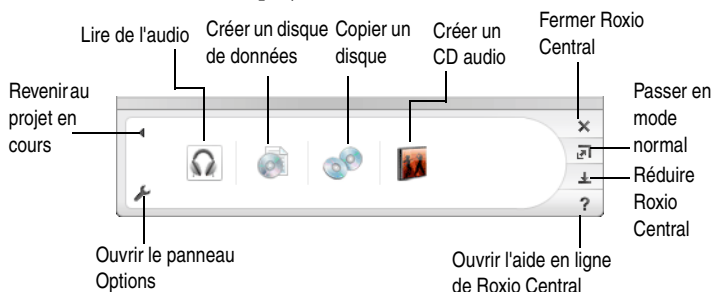 Fermer Roxio
Central
Lire de l'audio
Créer un disque
de données
Copier un
disque
Créer un
CD audio
Revenir au
projet en
cours
Passer en
mode
normal
Réduire
Roxio
Central
?
Ouvrir le panneau
Options
Ouvrir l'aide en ligne
de Roxio Central